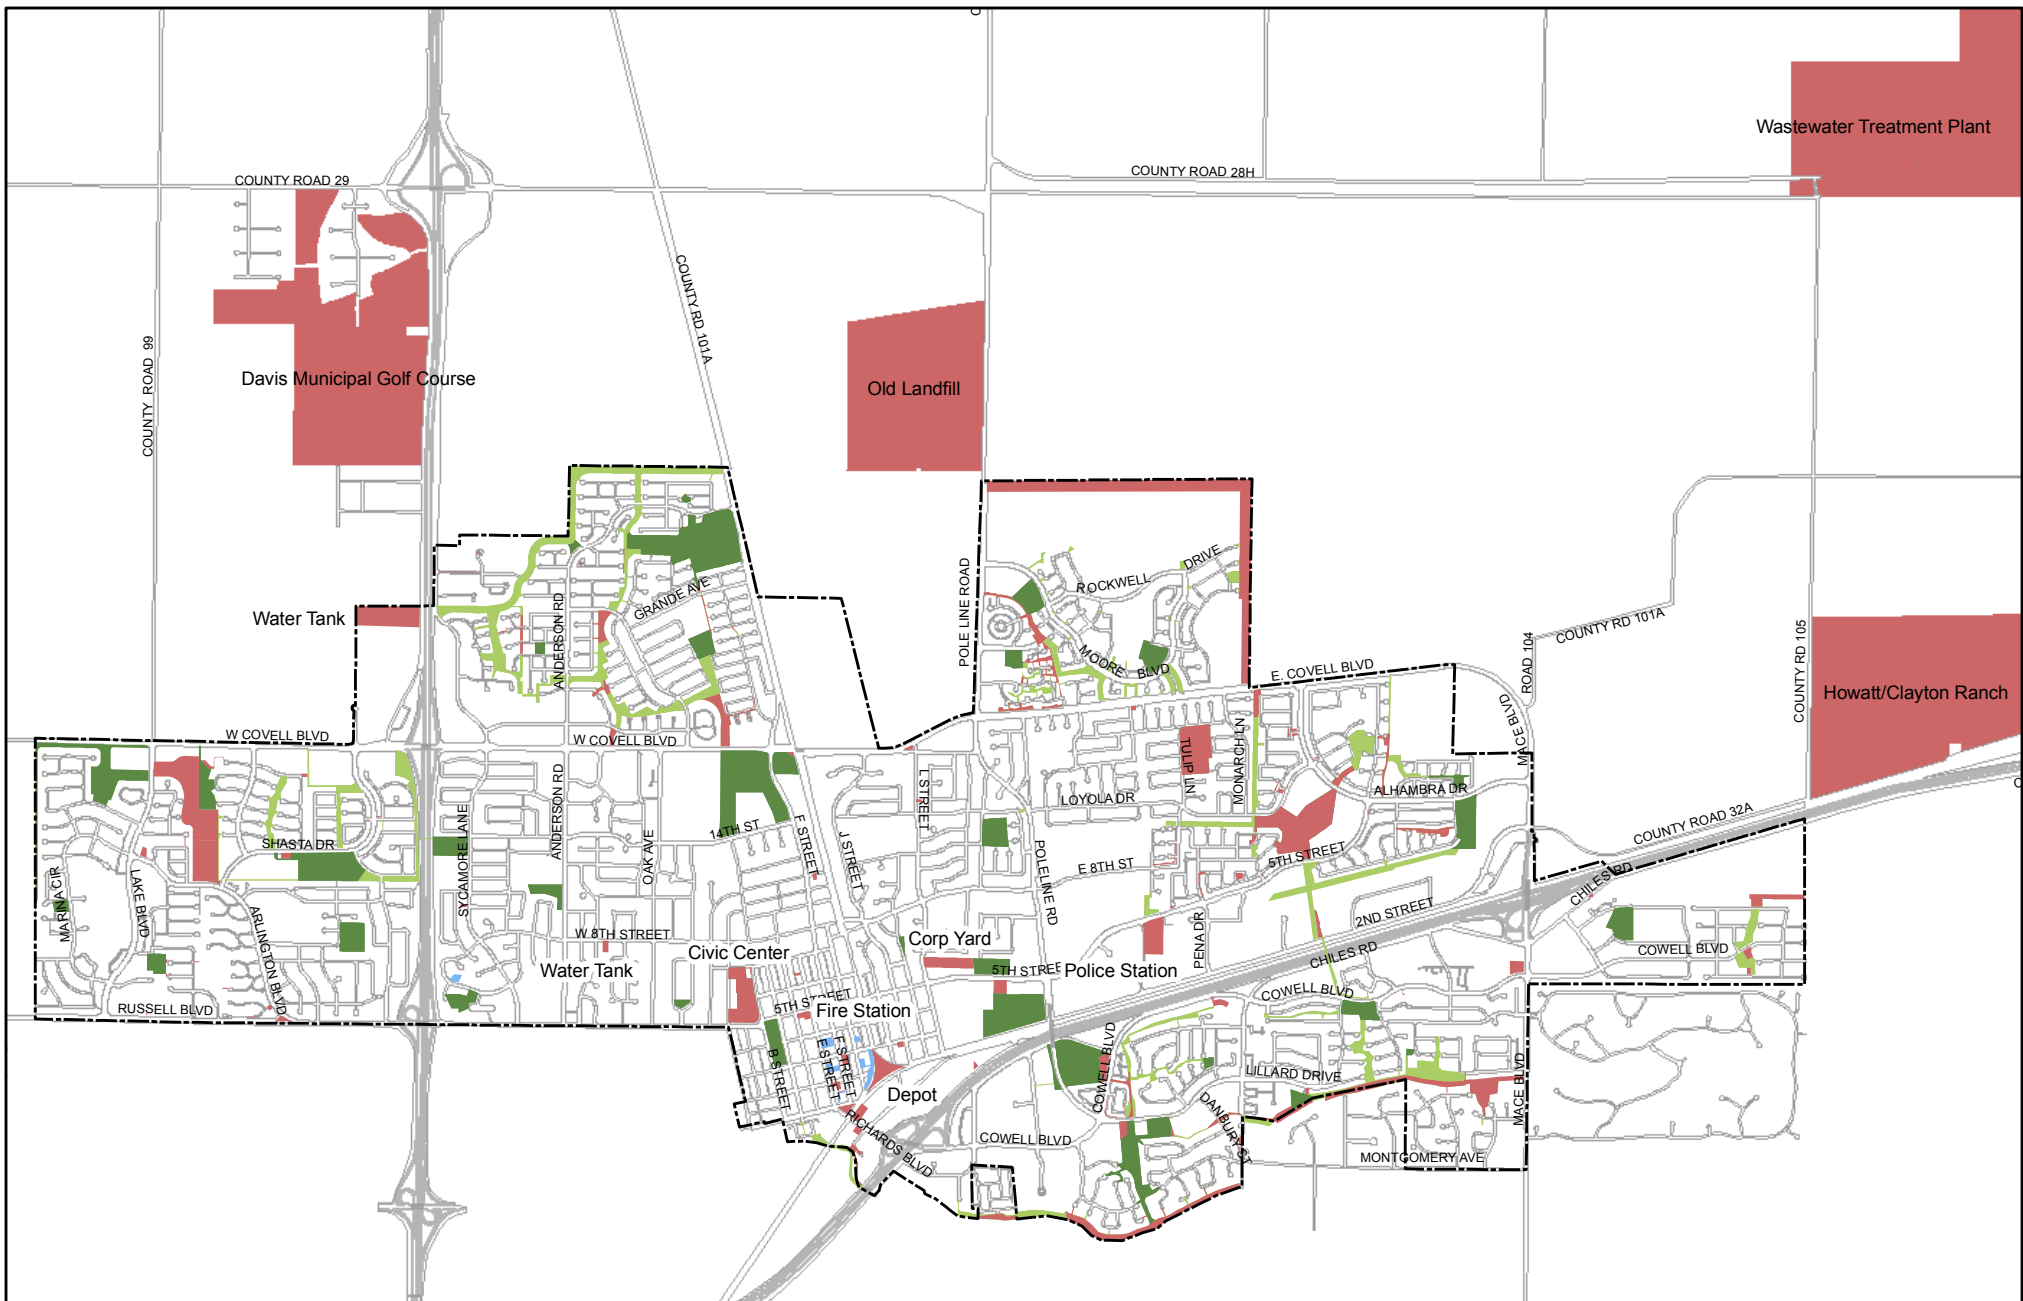 Wastewater Treatment Plant
COUNTY ROAD 28H
COUNTY ROAD 29
COUNTY RD 101A
COUNTY ROAD 99
Davis Municipal Golf Course
Old Landfill
POLE LINE ROAD
ROCKWELL DRIVE
GRANDE AVE
ANDERSON RD
Water Tank
MOORE BLVD
E. COVELL BLVD
ROAD 104
COUNTY RD 101A
COUNTY RD 105
MACE BLVD
Howatt/Clayton Ranch
W COVELL BLVD
W COVELL BLVD
TULIP LN
MONARCH LN
L STREET
LOYOLA DR
ALHAMBRA DR
SYCAMORE LANE
ANDERSON RD
OAK AVE
14TH ST
F STREET
J STREET
SHASTA DR
COUNTY ROAD 32A
5TH STREET
E 8TH ST
POLELINE RD
CHILES RD
MARINA CIR
LAKE BLVD
ARLINGTON BLVD
2ND STREET
PENA DR
W 8TH STREET
Corp Yard
Civic Center
CHILES RD
COWELL BLVD
Water Tank
5TH STREE
Police Station
COWELL BLVD
RUSSELL BLVD
5TH STREET
Fire Station
B STREET
E STREET
F STREET
COWELL BLVD
LILLARD DRIVE
MACE BLVD
Depot
DANBURY ST
RICHARDS BLVD
COWELL BLVD
MONTGOMERY AVE